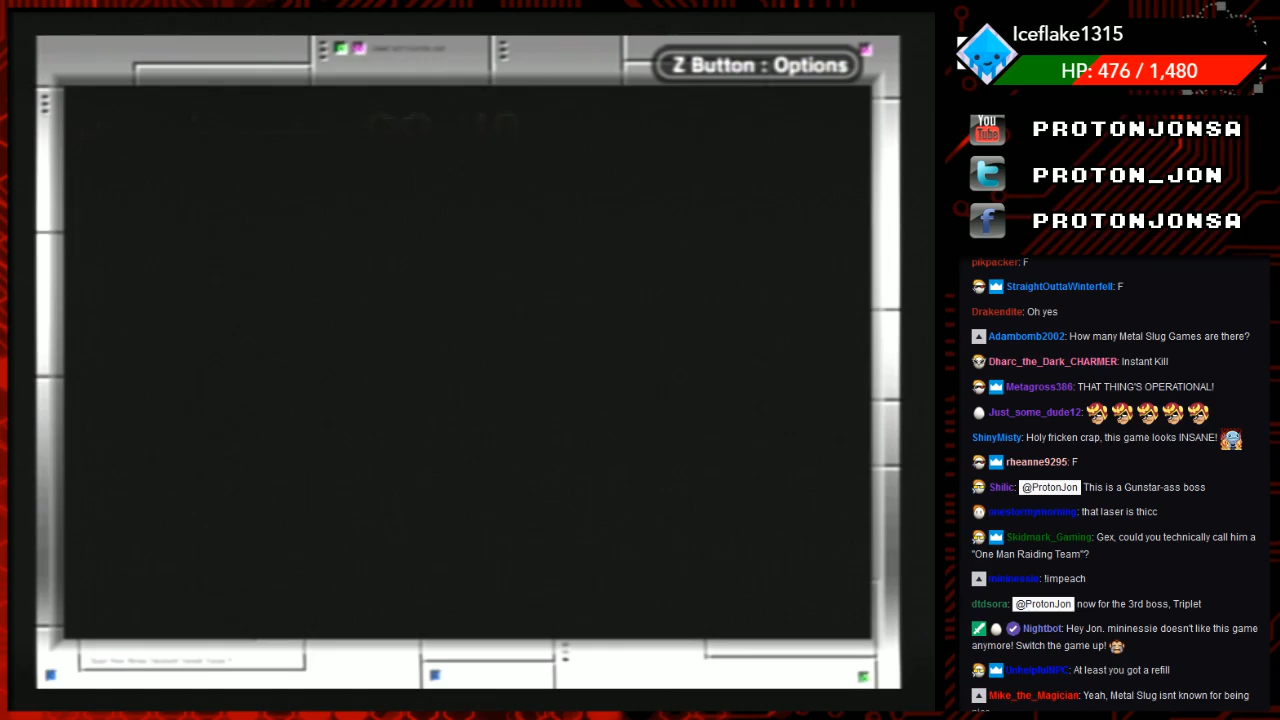 Z Button : Options
Iceflake1315
HP: 476 / 1,480
You
Tube
PROTONJONSA
PROTON_JON
PROTONJONSA
pikpacker: F
StraightOuttaWinterfell: F
Drakendite: Oh yes
Adambomb2002: How many Metal Slug Games are there?
Dharc_the_Dark_CHARMER: Instant Kill
Metagross386: THAT THING'S OPERATIONAL!
Just_some_dude12:
ShinyMisty: Holy fricken crap, this game looks INSANE!
rheanne9295: F
Shilic: @ProtonJon This is a Gunstar-ass boss
onestormymorning: that laser is thicc
Skidmark_Gaming: Gex, could you technically call him a
"One Man Raiding Team"?
mininessie: !impeach
dtdsora: @ProtonJon now for the 3rd boss, Triplet
Nightbot: Hey Jon. mininessie doesn't like this game
anymore! Switch the game up!
UnhelpfulNPC: At least you got a refill
Mike_the_Magician: Yeah, Metal Slug isnt known for being